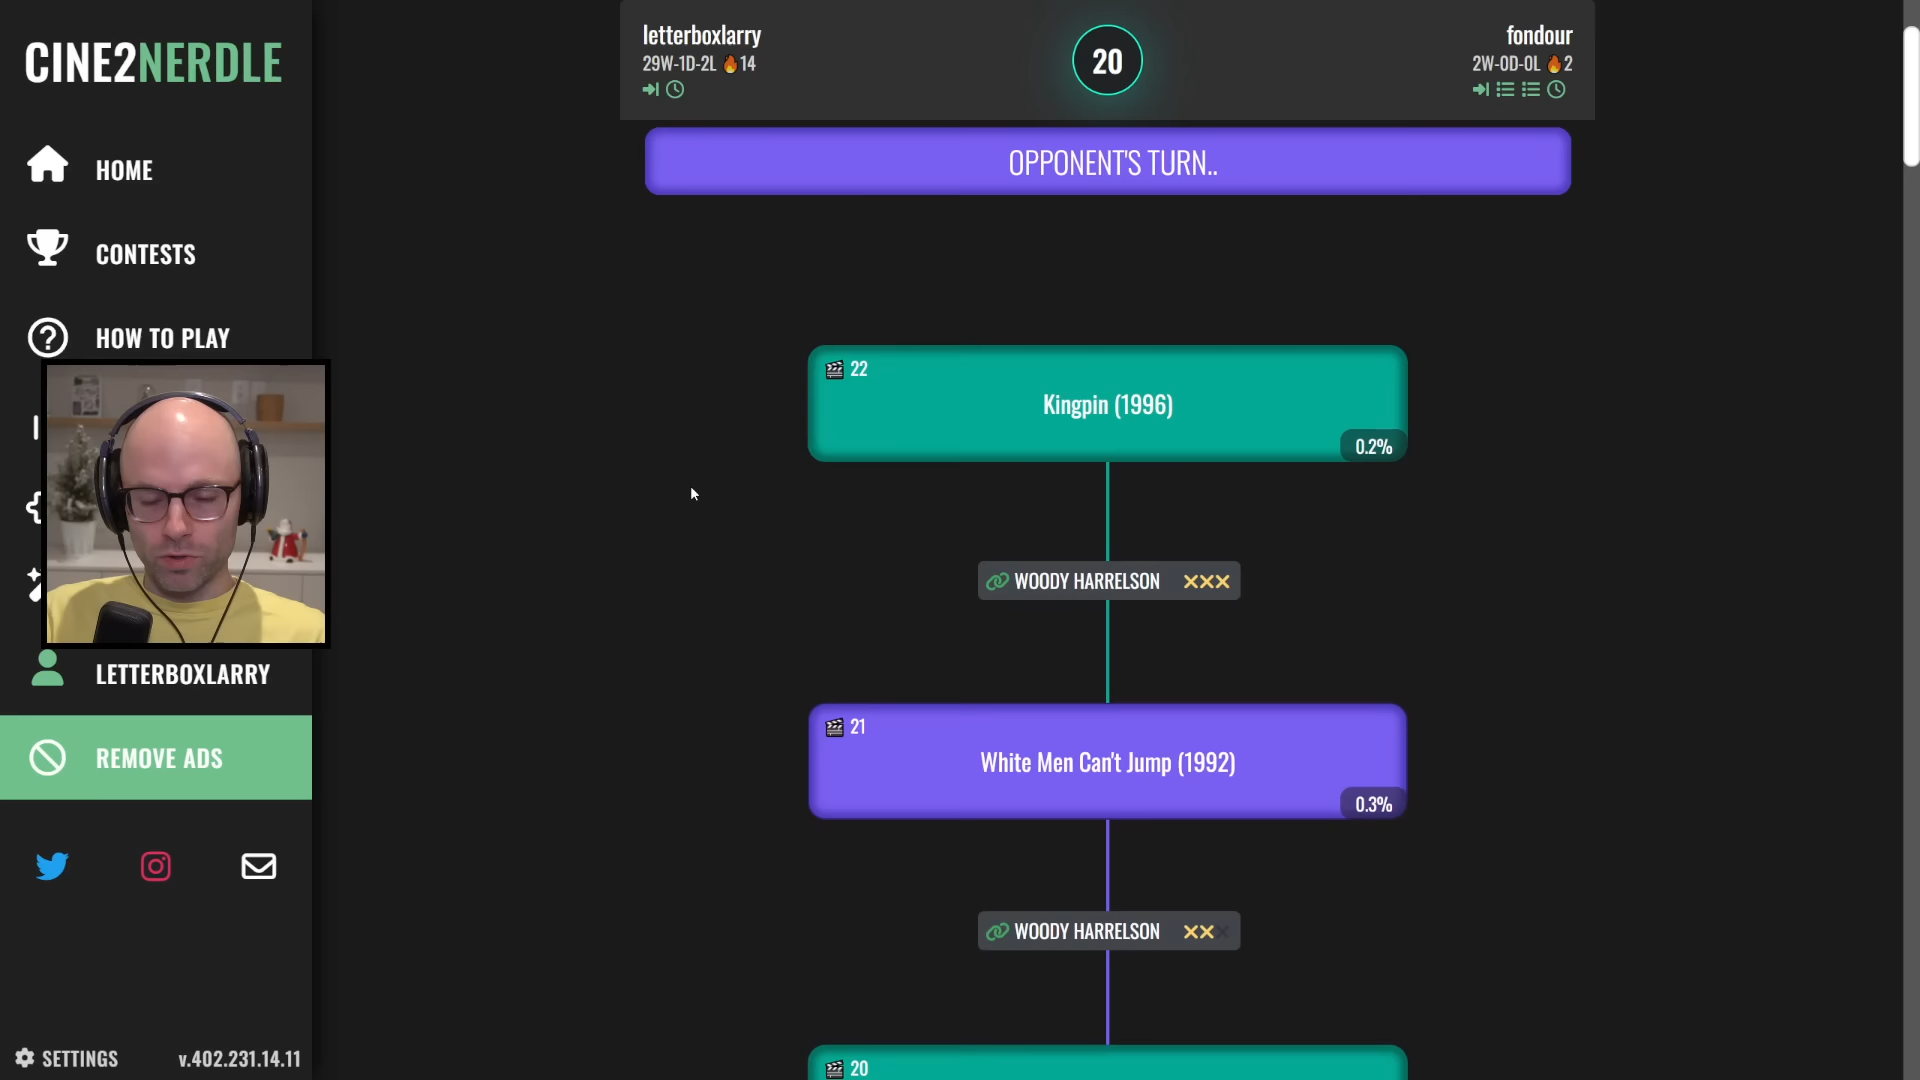 CINE2NERDLE
HOME
CONTESTS
HOW TO PLAY
LETTERBOXLARRY
REMOVE ADS
SETTINGS
v.402.231.14.11
letterboxlarry
29W-1D-2L 🔥14
20
fondour
2W-0D-0L 🔥2
OPPONENT'S TURN..
🎬 22
Kingpin (1996)
0.2%
WOODY HARRELSON
🎬 21
White Men Can't Jump (1992)
0.3%
WOODY HARRELSON
🎬 20